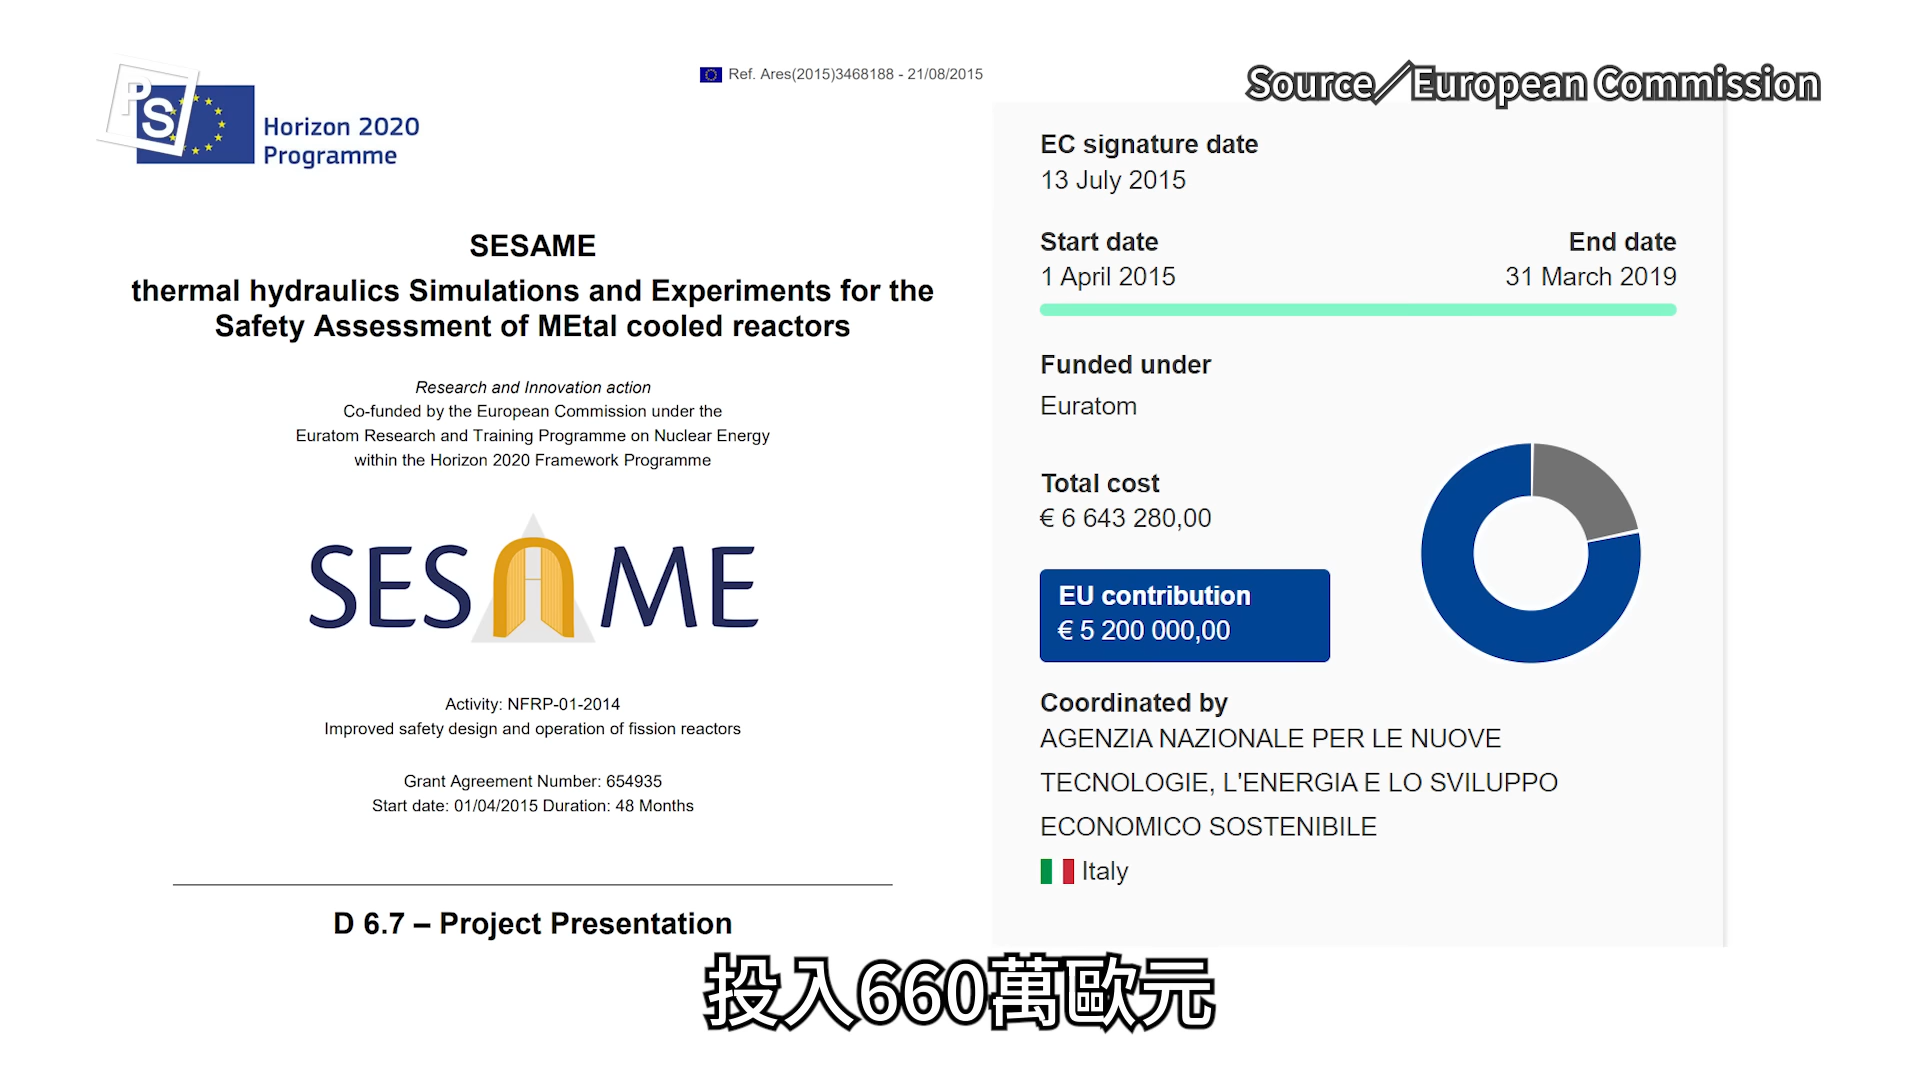 PS
Horizon 2020
Programme
Ref. Ares(2015)3468188 - 21/08/2015
Source／European Commission
SESAME
thermal hydraulics Simulations and Experiments for the
Safety Assessment of MEtal cooled reactors
Research and Innovation action
Co-funded by the European Commission under the
Euratom Research and Training Programme on Nuclear Energy
within the Horizon 2020 Framework Programme
SESAME
Activity: NFRP-01-2014
Improved safety design and operation of fission reactors
Grant Agreement Number: 654935
Start date: 01/04/2015 Duration: 48 Months
D 6.7 – Project Presentation
EC signature date
13 July 2015
Start date
1 April 2015
End date
31 March 2019
Funded under
Euratom
Total cost
€ 6 643 280,00
EU contribution
€ 5 200 000,00
Coordinated by
AGENZIA NAZIONALE PER LE NUOVE
TECNOLOGIE, L'ENERGIA E LO SVILUPPO
ECONOMICO SOSTENIBILE
Italy
投入660萬歐元